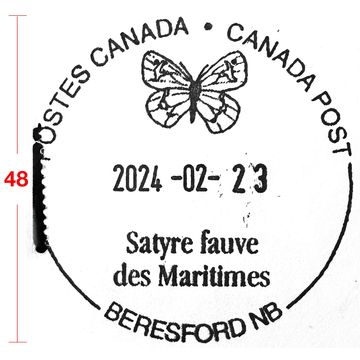 POSTES CANADA • CANADA POST
48
2024 -02- 23
Satyre fauve
des Maritimes
BERESFORD NB